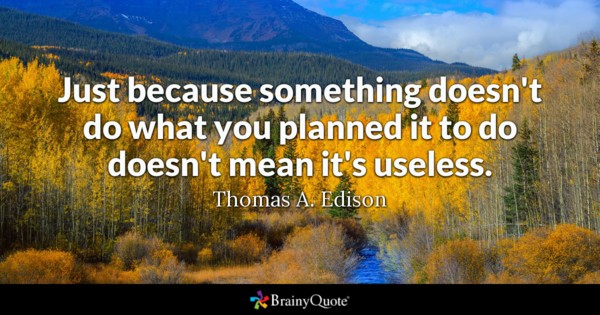 Just because something doesn't
do what you planned it to do
doesn't mean it's useless.
Thomas A. Edison
BrainyQuote®